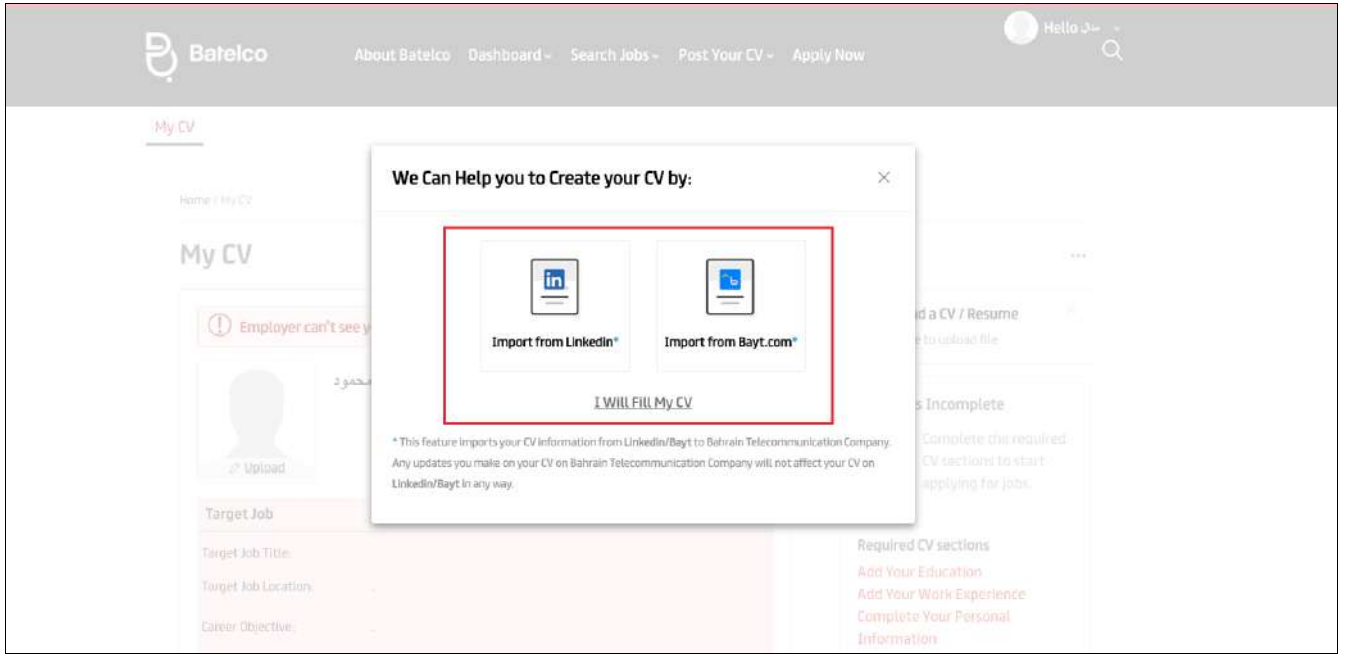 Batelco
About Batelco Dashboard Search Jobs Post Your CV Apply Now
Hello
My CV
We Can Help you to Create your CV by:
Home / My CV
My CV
Employer can't see y
Import from Linkedin*
Import from Bayt.com*
I Will Fill My CV
* This feature imports your CV information from Linkedin/Bayt to Bahrain Telecommunication Company.
Any updates you make on your CV on Bahrain Telecommunication Company will not affect your CV on
Linkedin/Bayt in any way.
Upload
Target Job
Target Job Title:
Target Job Location:
Career Objective:
d a CV / Resume
to upload file
s Incomplete
Complete the required
CV sections to start
applying for jobs.
Required CV sections
Add Your Education
Add Your Work Experience
Complete Your Personal
Information